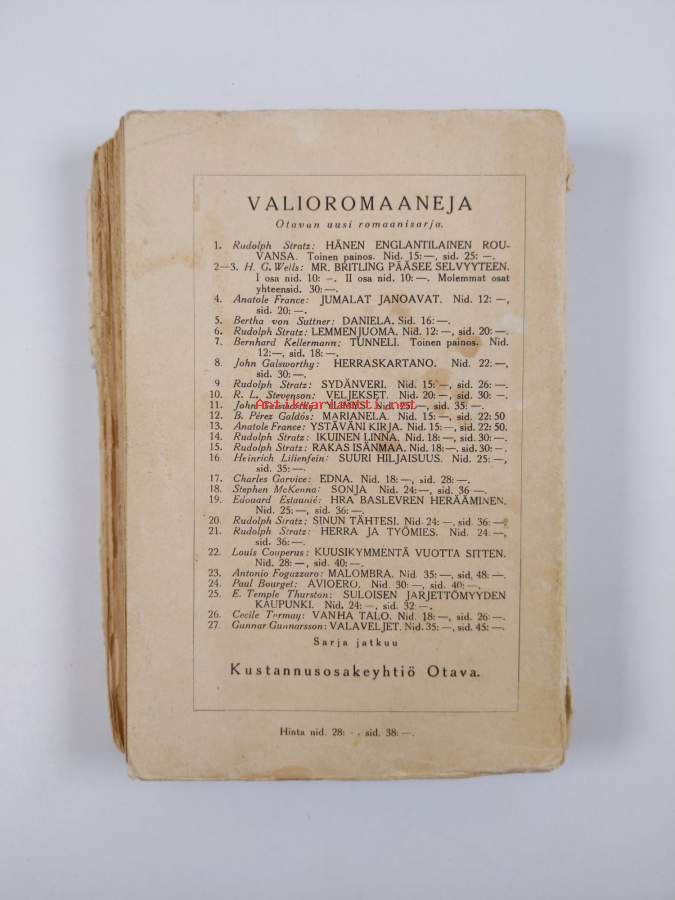 VALIOROMAANEJA
Otavan uusi romaanisarja.
1. Rudolph Stratz: HÄNEN ENGLANTILAINEN ROU-
VANSA. Toinen painos. Nid. 15:—, sid. 25: —.
2—3. H. G. Wells: MR. BRITLING PÄÄSEE SELVYYTEEN.
I osa nid. 10: —. II osa nid. 10:—. Molemmat osat
yhteensid. 30:—.
4. Anatole France: JUMALAT JANOAVAT. Nid. 12: —,
sid. 20: —.
5. Bertha von Suttner: DANIELA. Sid. 16: —.
6. Rudolph Stratz: LEMMENJUOMA. Nid. 12: —, sid. 20: —.
7. Bernhard Kellermann: TUNNELI. Toinen painos. Nid.
12:—, sid. 18: —.
8. John Galsworthy: HERRASKARTANO. Nid. 22: —,
sid. 30: —.
9 Rudolph Stratz: SYDÄNVERI. Nid. 15: —, sid. 26: —.
10. R. L. Stevenson: VELJEKSET. Nid. 20: —, sid. 30: —.
11. John Galsworthy: Nid. 25: —, sid. 35: —.
Antikvariaatti.net
12. B. Pérez Galdós: MARIANELA. Nid. 15: —, sid. 22: 50
13. Anatole France: YSTÄVÄNI KIRJA. Nid. 15: —, sid. 22: 50.
14. Rudolph Stratz: IKUINEN LINNA. Nid. 18: —, sid. 30: —.
15. Rudolph Stratz: RAKAS ISÄNMAA. Nid. 18: —, sid. 30: —
16. Heinrich Lilienfein: SUURI HILJAISUUS. Nid. 25: —,
sid. 35: —.
17. Charles Garvice: EDNA. Nid. 18: —, sid. 28: —.
18. Stephen McKenna: SONJA Nid. 24: —, sid. 36 —.
19. Edouard Estaunié: HRA BASLEVREN HERÄÄMINEN.
Nid. 25: —, sid. 36: —.
20. Rudolph Stratz: SINUN TÄHTESI. Nid. 24: —. sid. 36: —
21. Rudolph Stratz: HERRA JA TYÖMIES. Nid. 24: —,
sid. 36: —.
22. Louis Couperus: KUUSIKYMMENTÄ VUOTTA SITTEN.
Nid. 28: —, sid. 40: —.
23. Antonio Fogazzaro: MALOMBRA. Nid. 35: —, sid. 48: —.
24. Paul Bourget: AVIOERO. Nid. 30: —, sid. 40: —.
25. E. Temple Thurston: SULOISEN JÄRJETTÖMYYDEN
KAUPUNKI. Nid. 24: —. sid. 32 —.
26. Cecile Tormay: VANHA TALO. Nid. 18: —, sid. 26: —.
27. Gunnar Gunnarsson: VALAVELJET. Nid. 35: —, sid. 45: —.
Sarja jatkuu
Kustannusosakeyhtiö Otava.
Hinta nid. 28: —, sid. 38: —.